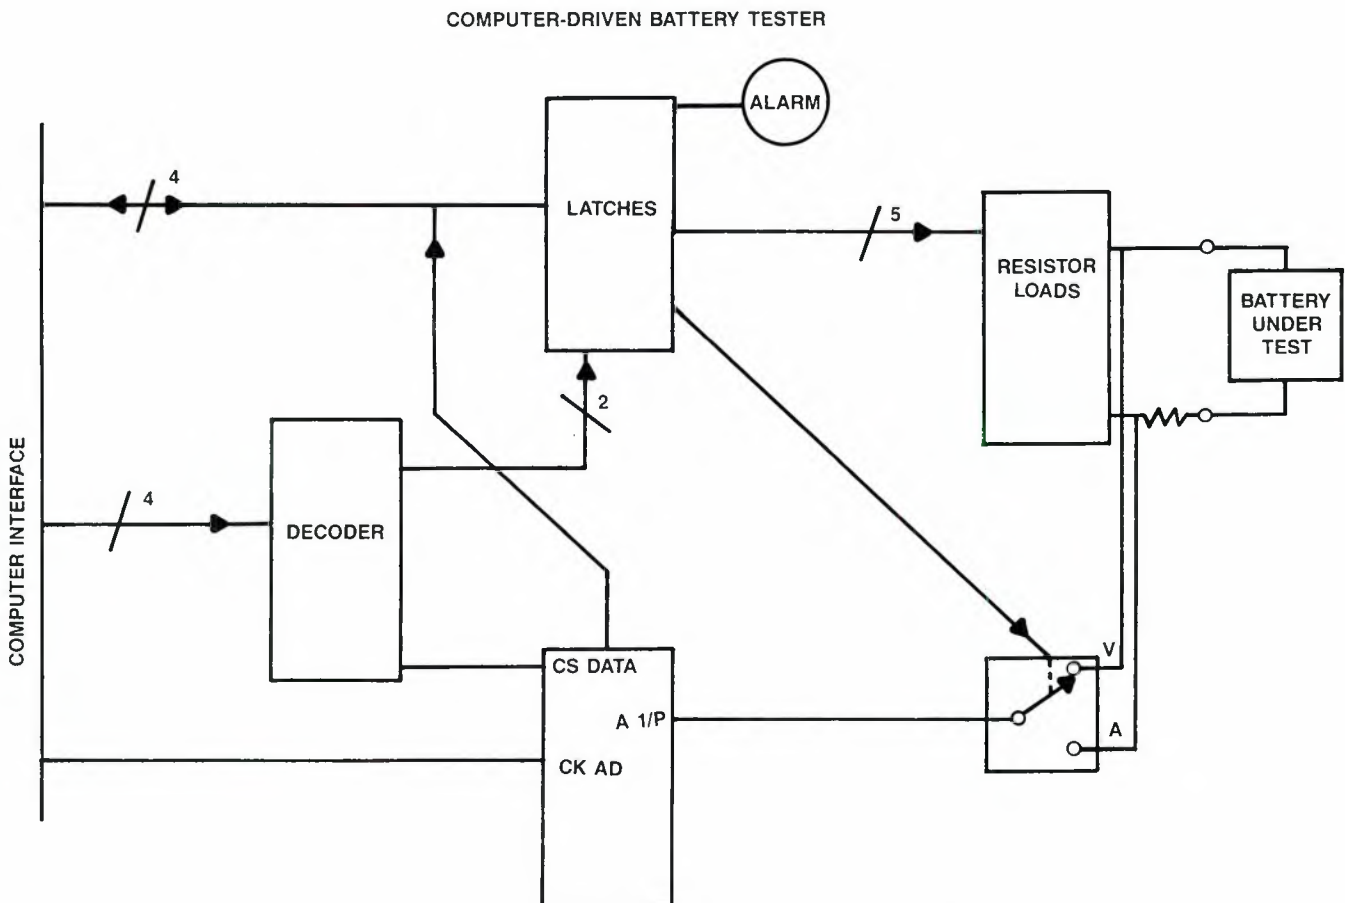 COMPUTER-DRIVEN BATTERY TESTER
ALARM
4
LATCHES
5
RESISTOR
LOADS
BATTERY
UNDER
TEST
2
COMPUTER INTERFACE
4
DECODER
CS DATA
V
A 1/P
A
CK AD